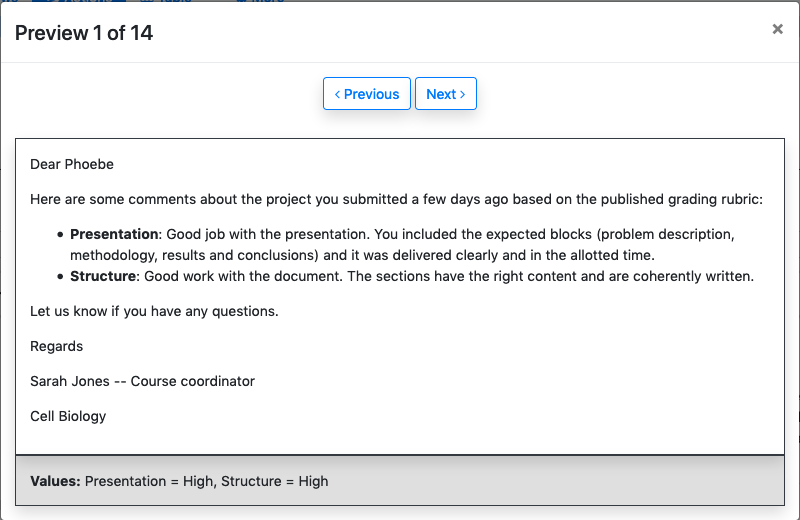 Preview 1 of 14
×
‹ Previous
Next ›
Dear Phoebe
Here are some comments about the project you submitted a few days ago based on the published grading rubric:
• Presentation: Good job with the presentation. You included the expected blocks (problem description,
methodology, results and conclusions) and it was delivered clearly and in the allotted time.
• Structure: Good work with the document. The sections have the right content and are coherently written.
Let us know if you have any questions.
Regards
Sarah Jones -- Course coordinator
Cell Biology
Values: Presentation = High, Structure = High